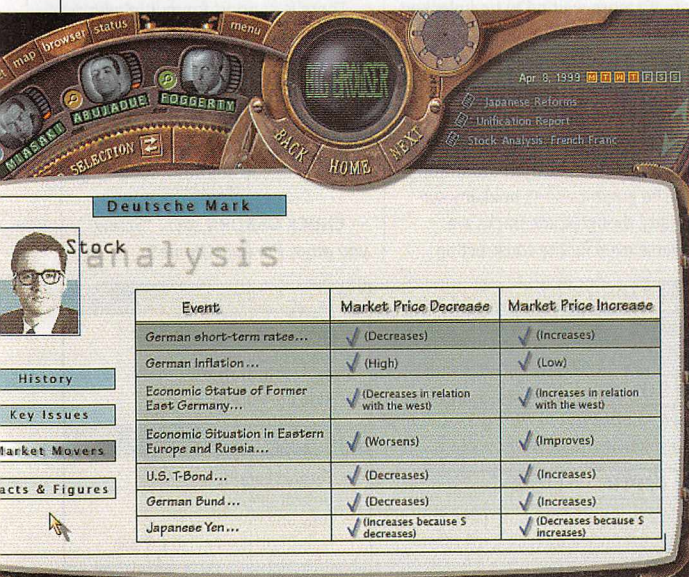 map browser status
menu
MIASAKI ABUJADUE FOGGERTY
SELECTION
BIG BROWSER
BACK HOME NEXT
Apr 8, 1999 M T W T F S S
Japanese Reforms
Unification Report
Stock Analysis: French Franc
Deutsche Mark
Stock
analysis
Event Market Price Decrease Market Price Increase
German short-term rates... (Decreases) (Increases)
German Inflation ... (High) (Low)
Economic Status of Former East Germany... (Decreases in relation with the west) (Increases in relation with the west)
Economic Situation in Eastern Europe and Russia... (Worsens) (Improves)
U.S. T-Bond... (Decreases) (Increases)
German Bund ... (Decreases) (Increases)
Japanese Yen ... (Increases because $ decreases) (Decreases because $ increases)
History
Key Issues
Market Movers
acts & Figures